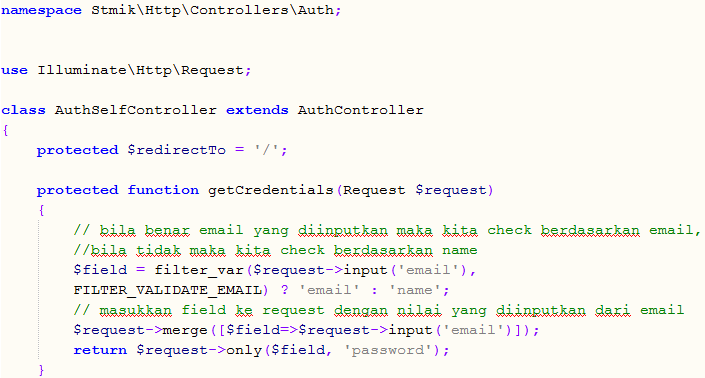 namespace Stmik\Http\Controllers\Auth;
use Illuminate\Http\Request;
class AuthSelfController extends AuthController
{
protected $redirectTo = '/';
protected function getCredentials(Request $request)
{
// bila benar email yang diinputkan maka kita check berdasarkan email,
//bila tidak maka kita check berdasarkan name
$field = filter_var($request->input('email'),
FILTER_VALIDATE_EMAIL) ? 'email' : 'name';
// masukkan field ke request dengan nilai yang diinputkan dari email
$request->merge([$field=>$request->input('email')]);
return $request->only($field, 'password');
}